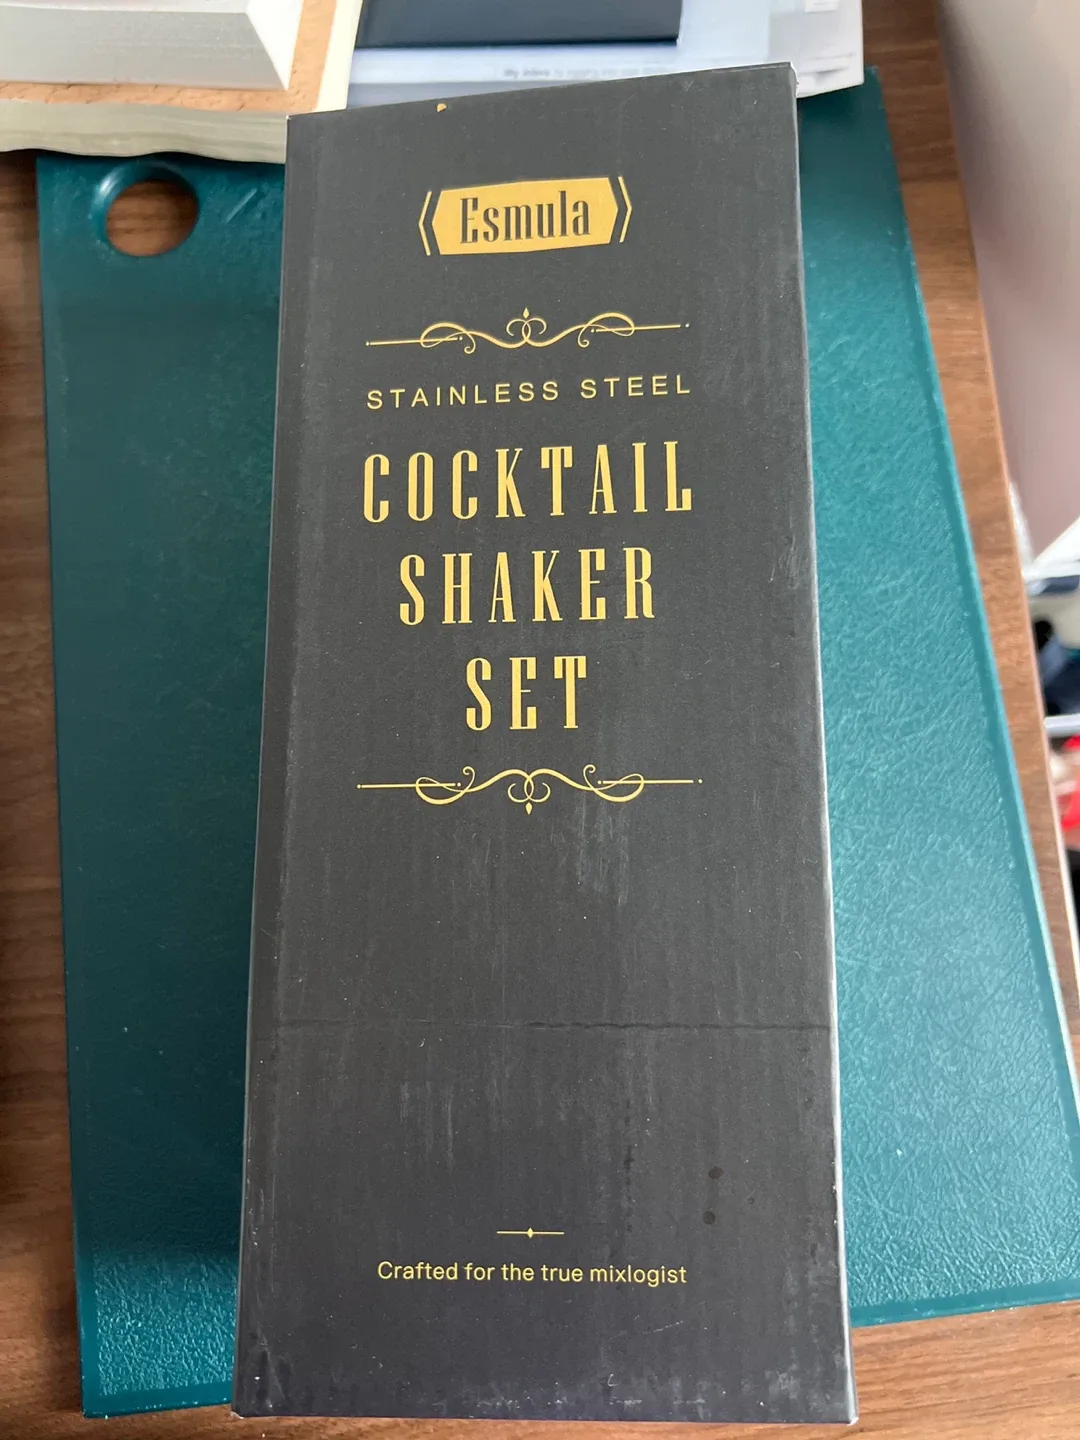 Esmula
STAINLESS STEEL
COCKTAIL
SHAKER
SET
Crafted for the true mixlogist